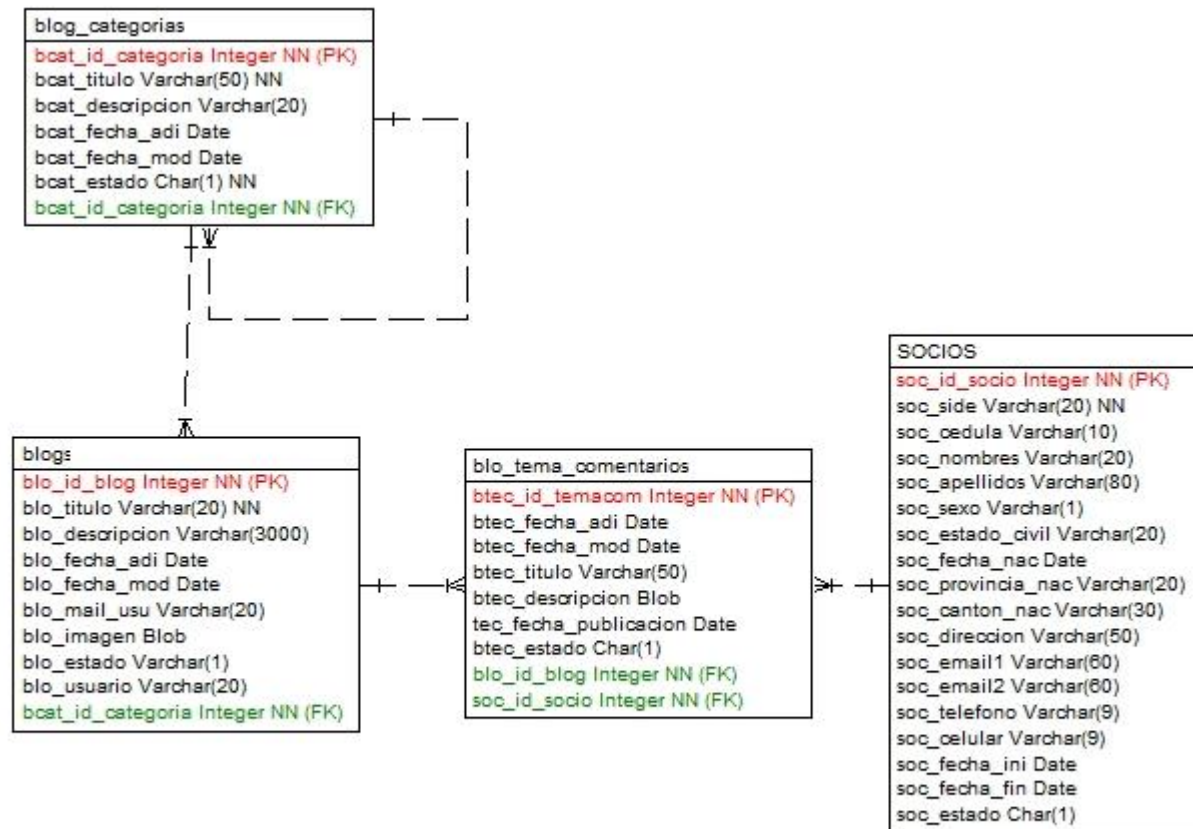 blog_categorias
bcat_id_categoria Integer NN (PK)
bcat_titulo Varchar(50) NN
bcat_descripcion Varchar(20)
bcat_fecha_adi Date
bcat_fecha_mod Date
bcat_estado Char(1) NN
bcat_id_categoria Integer NN (FK)
blogs
blo_id_blog Integer NN (PK)
blo_titulo Varchar(20) NN
blo_descripcion Varchar(3000)
blo_fecha_adi Date
blo_fecha_mod Date
blo_mail_usu Varchar(20)
blo_imagen Blob
blo_estado Varchar(1)
blo_usuario Varchar(20)
bcat_id_categoria Integer NN (FK)
blo_tema_comentarios
btec_id_temacom Integer NN (PK)
btec_fecha_adi Date
btec_fecha_mod Date
btec_titulo Varchar(50)
btec_descripcion Blob
tec_fecha_publicacion Date
btec_estado Char(1)
blo_id_blog Integer NN (FK)
soc_id_socio Integer NN (FK)
SOCIOS
soc_id_socio Integer NN (PK)
soc_side Varchar(20) NN
soc_cedula Varchar(10)
soc_nombres Varchar(20)
soc_apellidos Varchar(80)
soc_sexo Varchar(1)
soc_estado_civil Varchar(20)
soc_fecha_nac Date
soc_provincia_nac Varchar(20)
soc_canton_nac Varchar(30)
soc_direccion Varchar(50)
soc_email1 Varchar(60)
soc_email2 Varchar(60)
soc_telefono Varchar(9)
soc_celular Varchar(9)
soc_fecha_ini Date
soc_fecha_fin Date
soc_estado Char(1)